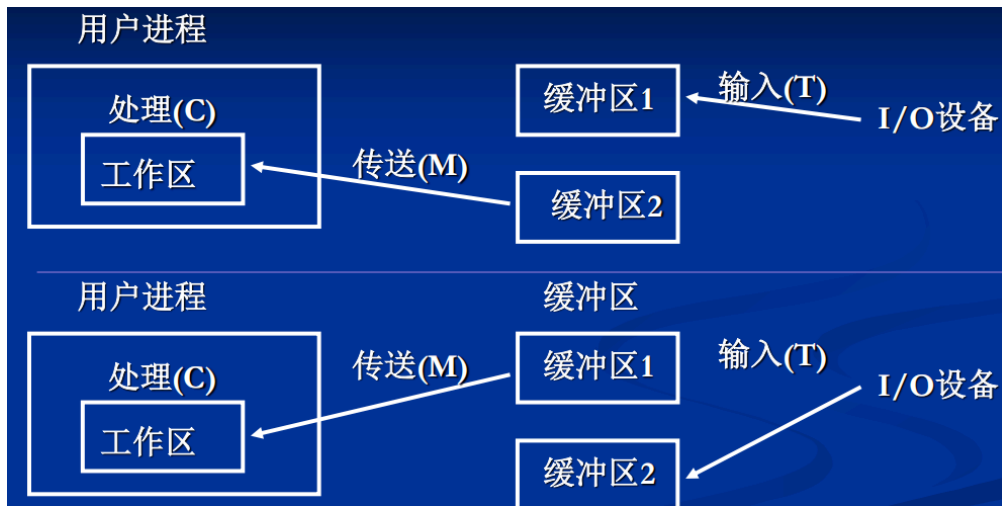 用户进程
处理(C)
工作区
传送(M)
缓冲区1
缓冲区2
输入(T)
I/O设备
用户进程
缓冲区
处理(C)
工作区
传送(M)
缓冲区1
缓冲区2
输入(T)
I/O设备